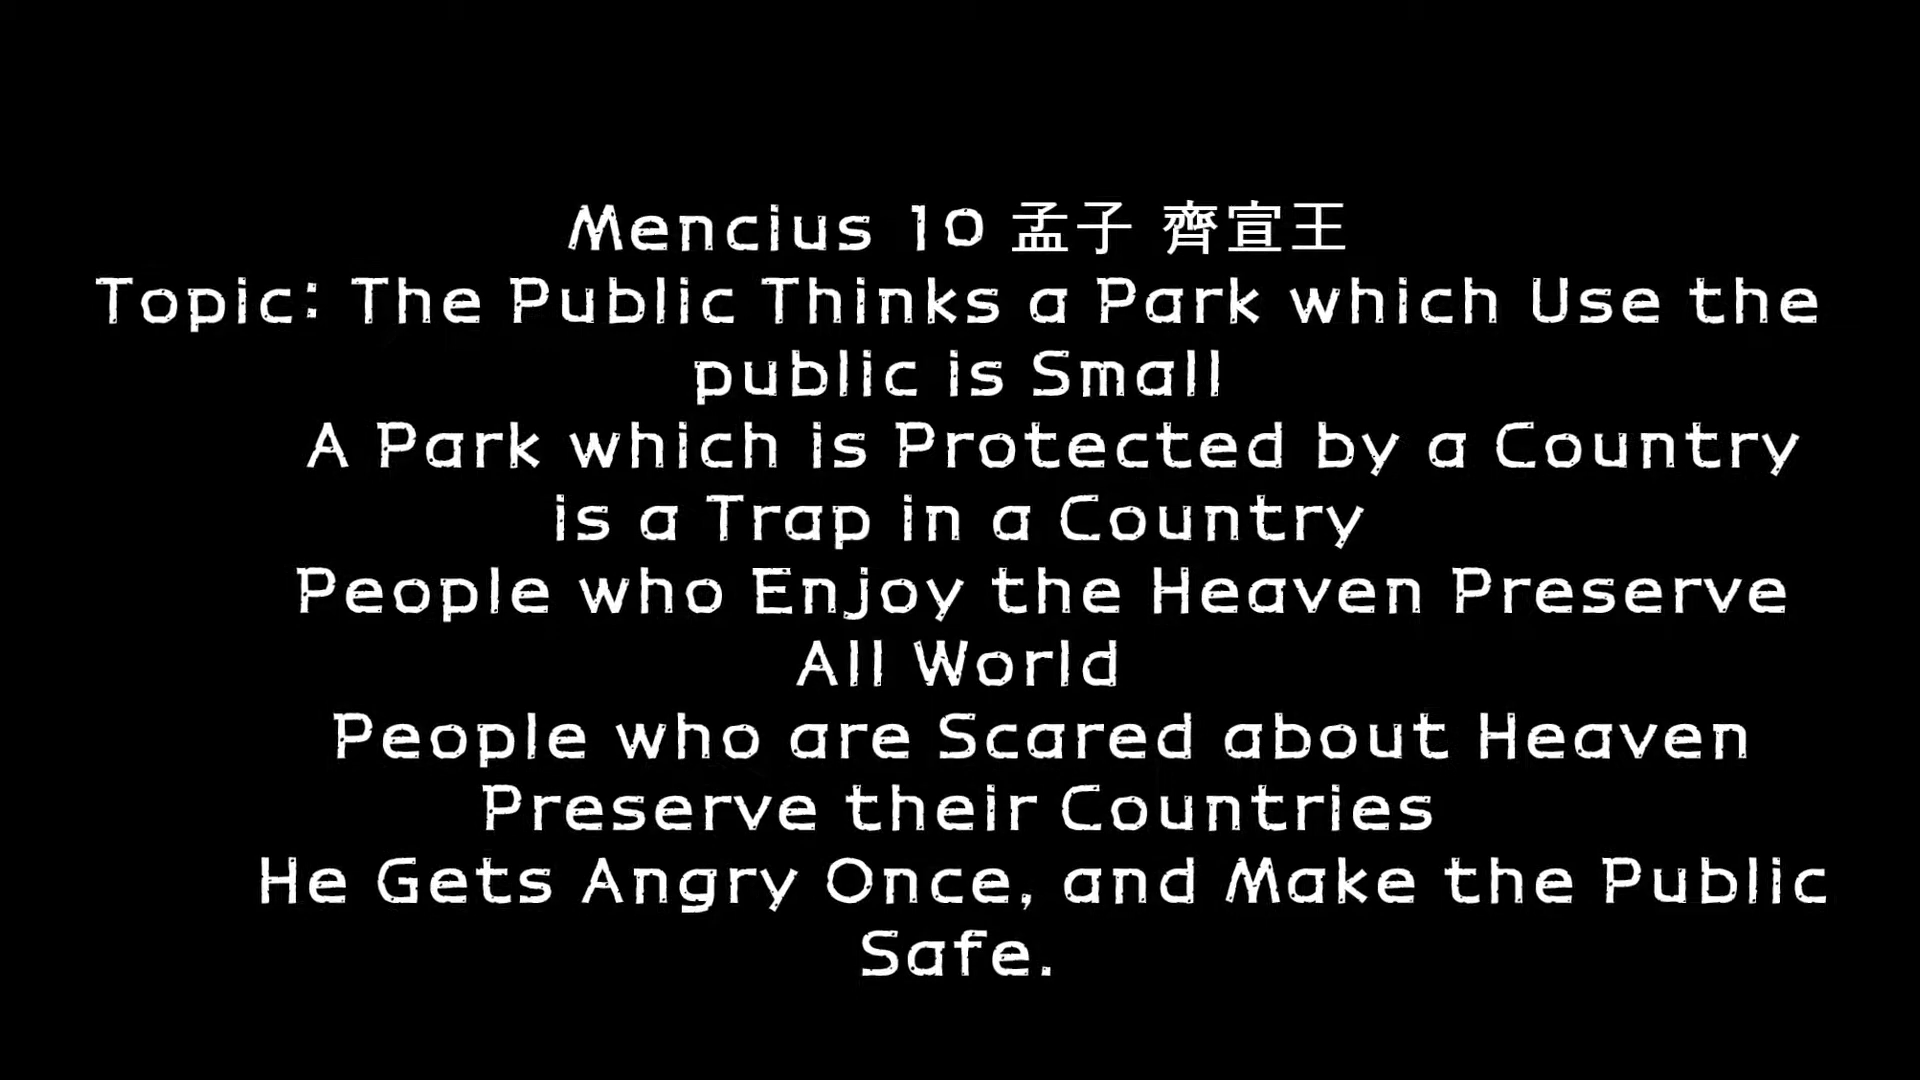 Mencius 10 孟子 齊宣王
Topic: The Public Thinks a Park which Use the
public is Small
A Park which is Protected by a Country
is a Trap in a Country
People who Enjoy the Heaven Preserve
All World
People who are Scared about Heaven
Preserve their Countries
He Gets Angry Once, and Make the Public
Safe.